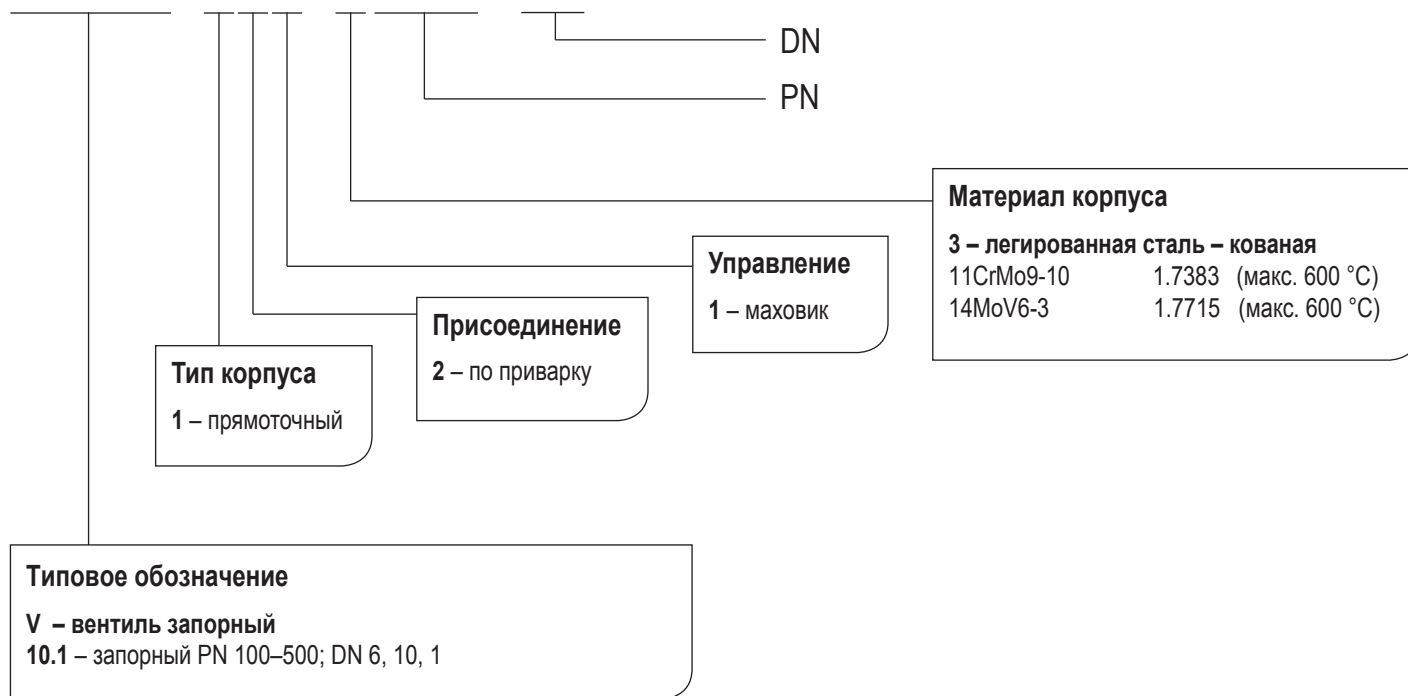 DN
PN
Материал корпуса
3 – легированная сталь – кованая
11CrMo9-10 1.7383 (макс. 600 °C)
14MoV6-3 1.7715 (макс. 600 °C)
Управление
1 – маховик
Присоединение
2 – по приварку
Тип корпуса
1 – прямоточный
Типовое обозначение
V – вентиль запорный
10.1 – запорный PN 100–500; DN 6, 10, 1